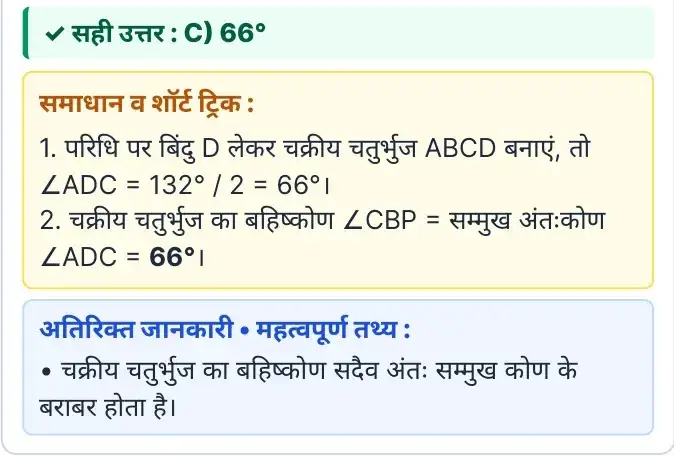 ✓ सही उत्तर : C) 66°
समाधान व शॉर्ट ट्रिक :
1. परिधि पर बिंदु D लेकर चक्रीय चतुर्भुज ABCD बनाएं, तो
∠ADC = 132° / 2 = 66°।
2. चक्रीय चतुर्भुज का बहिष्कोण ∠CBP = सम्मुख अंतःकोण
∠ADC = 66°।
अतिरिक्त जानकारी • महत्वपूर्ण तथ्य :
• चक्रीय चतुर्भुज का बहिष्कोण सदैव अंतः सम्मुख कोण के
बराबर होता है।